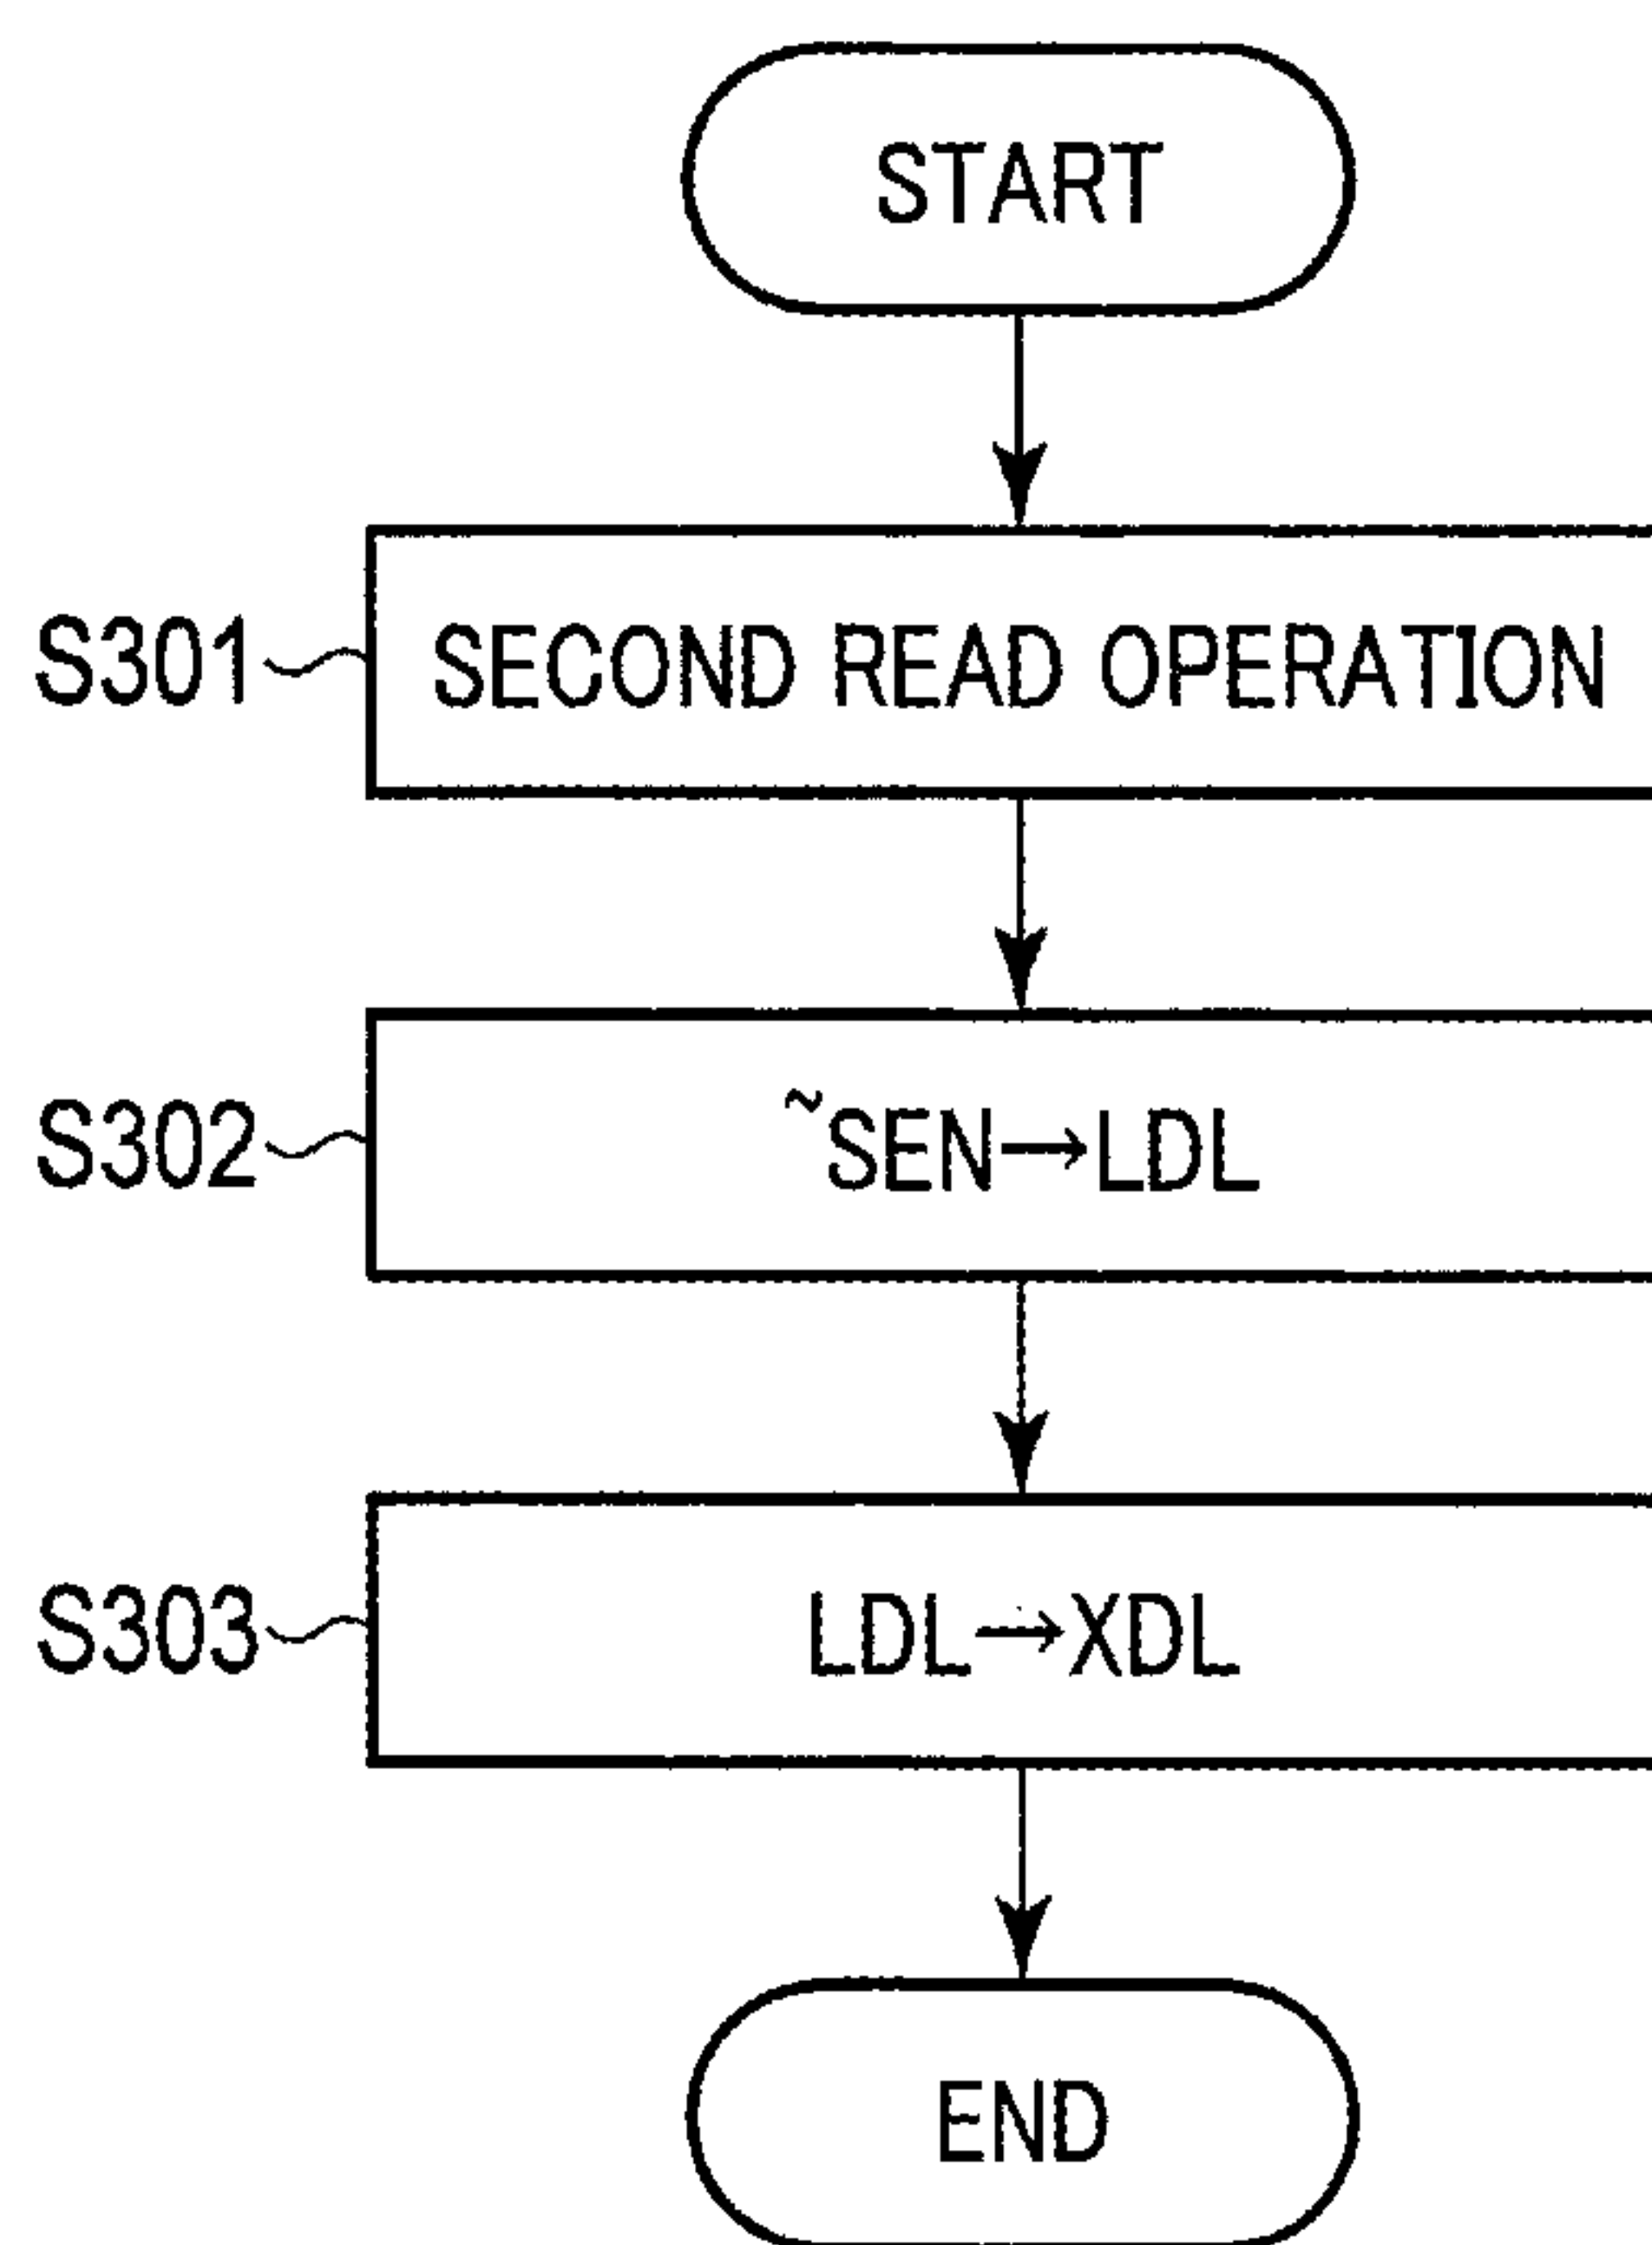 START
S301 SECOND READ OPERATION
S302 ~SEN→LDL
S303 LDL→XDL
END